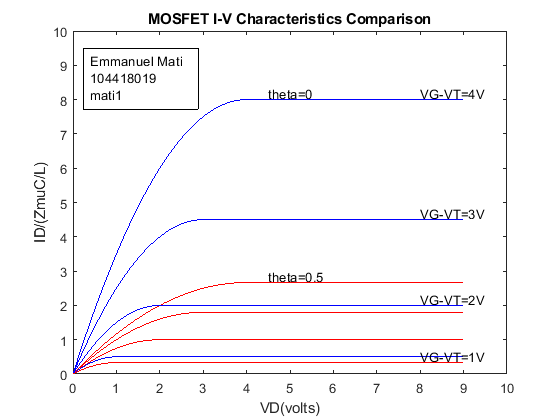 MOSFET I-V Characteristics Comparison
Emmanuel Mati
104418019
mati1
theta=0
VG-VT=4V
VG-VT=3V
theta=0.5
VG-VT=2V
VG-VT=1V
ID/(ZmuC/L)
10
9
8
7
6
5
4
3
2
1
0
0 1 2 3 4 5 6 7 8 9 10
VD(volts)